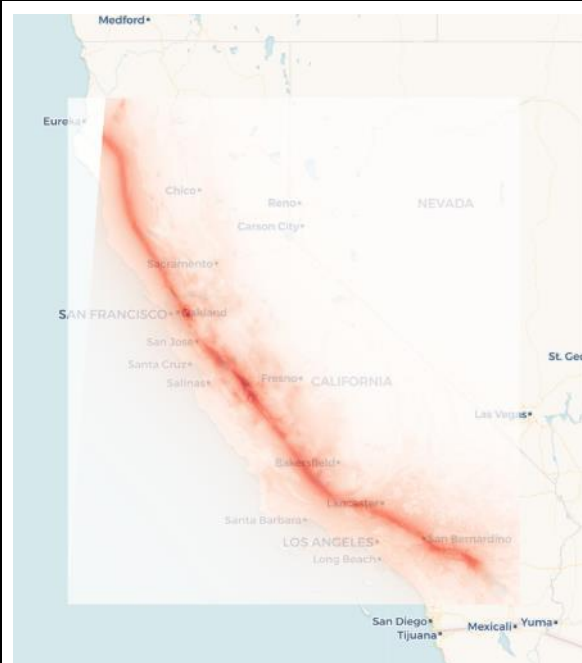 Medford
Eureka
Chico
Reno
NEVADA
Carson City
Sacramento
SAN FRANCISCO
Oakland
San Jose
St. Geo
Santa Cruz
Fresno
CALIFORNIA
Salinas
Las Vegas
Bakersfield
Lancaster
Santa Barbara
LOS ANGELES
San Bernardino
Long Beach
San Diego
Mexicali
Yuma
Tijuana